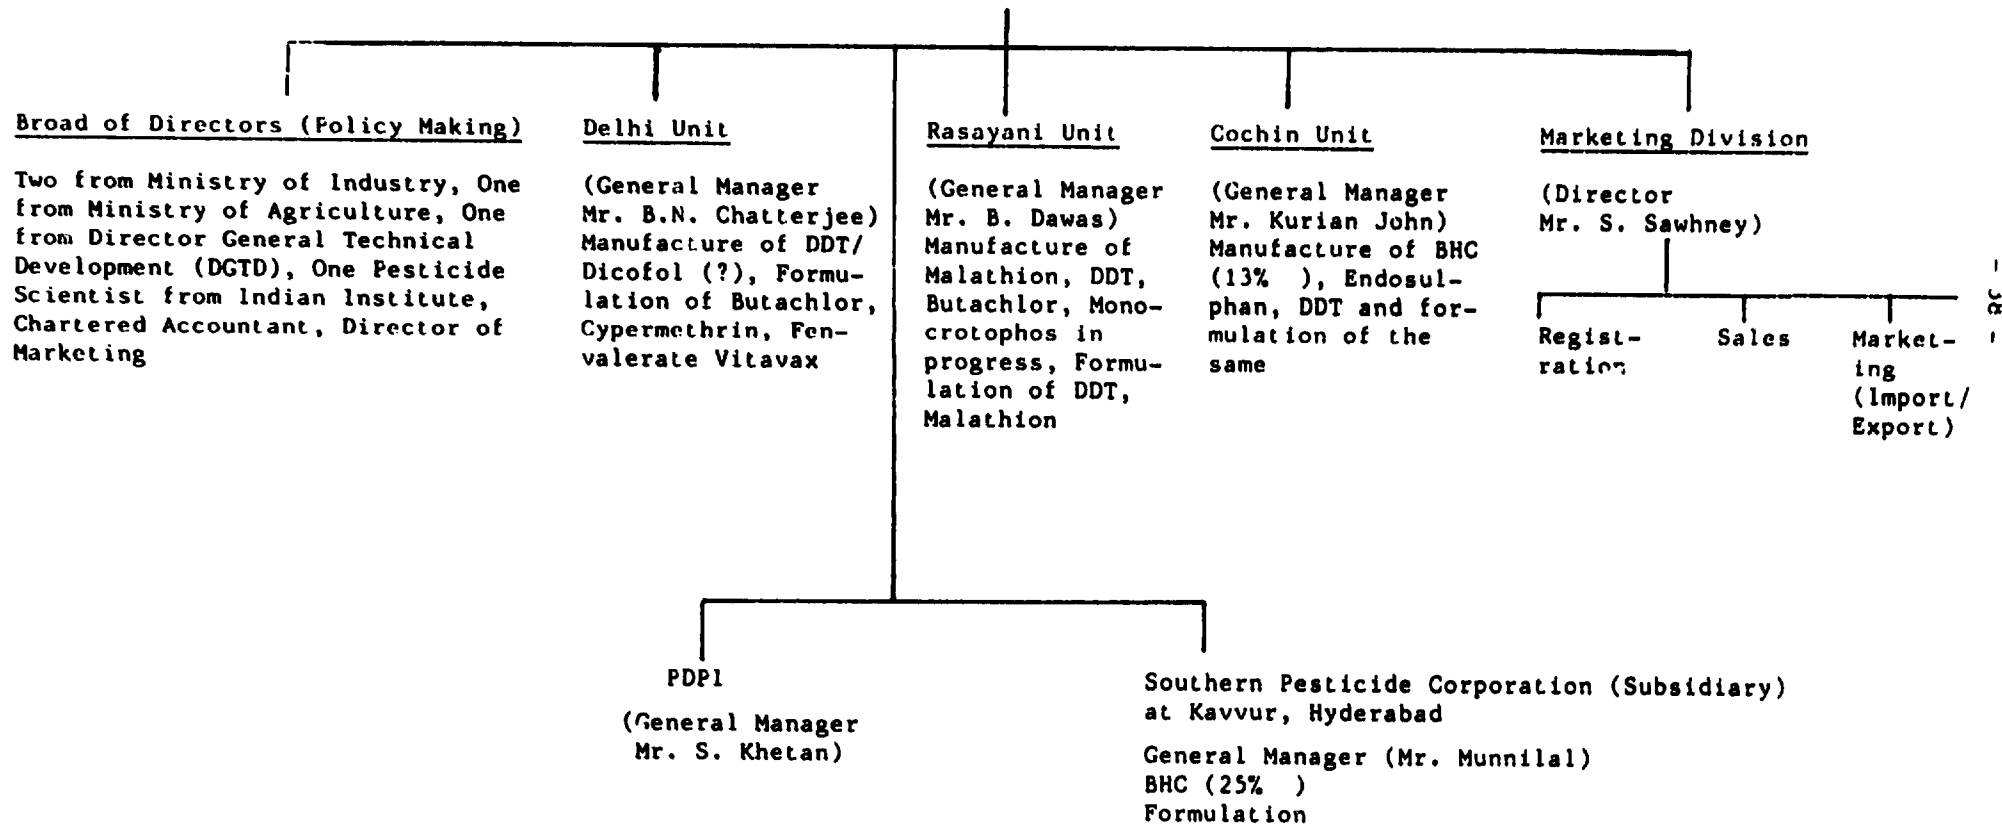 Broad of Directors (Policy Making)
Two from Ministry of Industry, One
from Ministry of Agriculture, One
from Director General Technical
Development (DGTD), One Pesticide
Scientist from Indian Institute,
Chartered Accountant, Director of
Marketing
Delhi Unit
(General Manager
Mr. B.N. Chatterjee)
Manufacture of DDT/
Dicofol (?), Formu-
lation of Butachlor,
Cypermethrin, Fen-
valerate Vitavax
Rasayani Unit
(General Manager
Mr. B. Dawas)
Manufacture of
Malathion, DDT,
Butachlor, Mono-
crotophos in
progress, Formu-
lation of DDT,
Malathion
Cochin Unit
(General Manager
Mr. Kurian John)
Manufacture of BHC
(13%  ), Endosul-
phan, DDT and for-
mulation of the
same
Marketing Division
(Director
Mr. S. Sawhney)
Regist-
ration
Sales
Market-
ing
(Import/
Export)
PDPI
(General Manager
Mr. S. Khetan)
Southern Pesticide Corporation (Subsidiary)
at Kavvur, Hyderabad
General Manager (Mr. Munnilal)
BHC (25%  )
Formulation